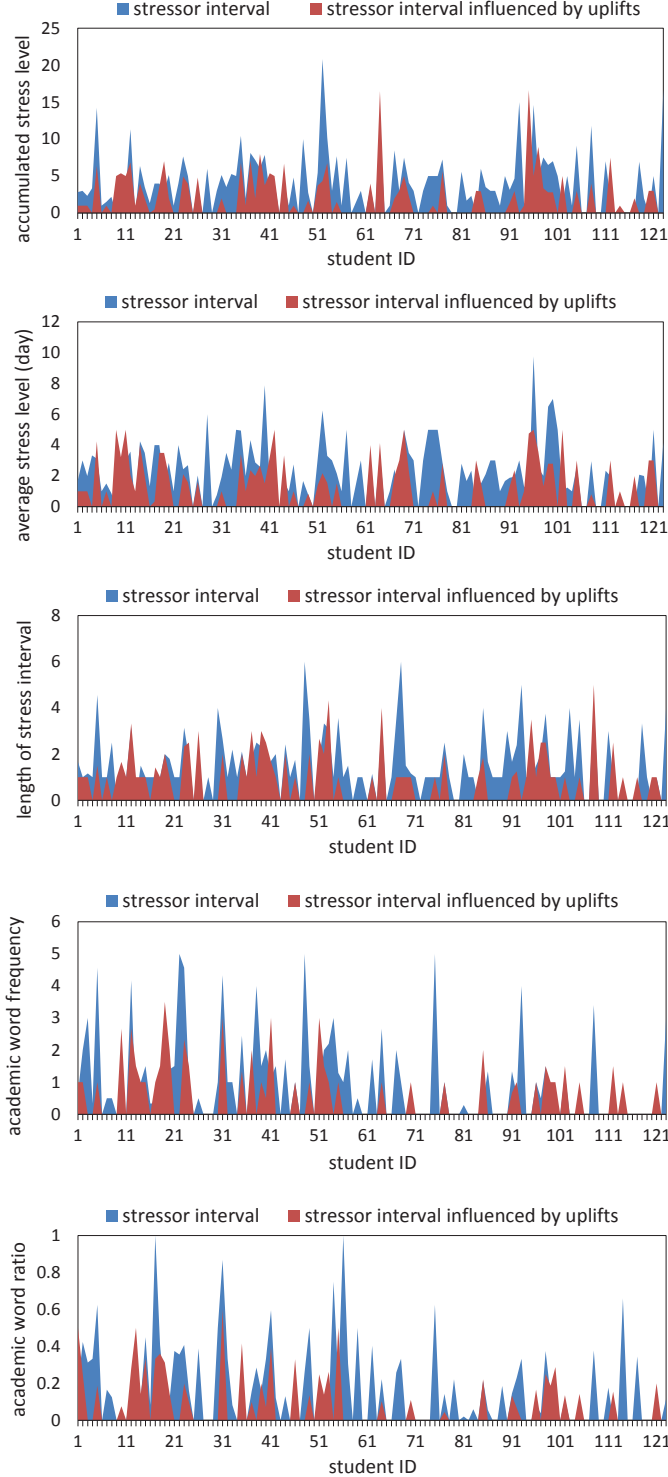 stressor interval stressor interval influenced by uplifts
accumulated stress level
25
20
15
10
5
0
1 11 21 31 41 51 61 71 81 91 101 111 121
student ID
stressor interval stressor interval influenced by uplifts
average stress level (day)
12
10
8
6
4
2
0
1 11 21 31 41 51 61 71 81 91 101 111 121
student ID
stressor interval stressor interval influenced by uplifts
length of stress interval
8
6
4
2
0
1 11 21 31 41 51 61 71 81 91 101 111 121
student ID
stressor interval stressor interval influenced by uplifts
academic word frequency
6
5
4
3
2
1
0
1 11 21 31 41 51 61 71 81 91 101 111 121
student ID
stressor interval stressor interval influenced by uplifts
academic word ratio
1
0.8
0.6
0.4
0.2
0
1 11 21 31 41 51 61 71 81 91 101 111 121
student ID